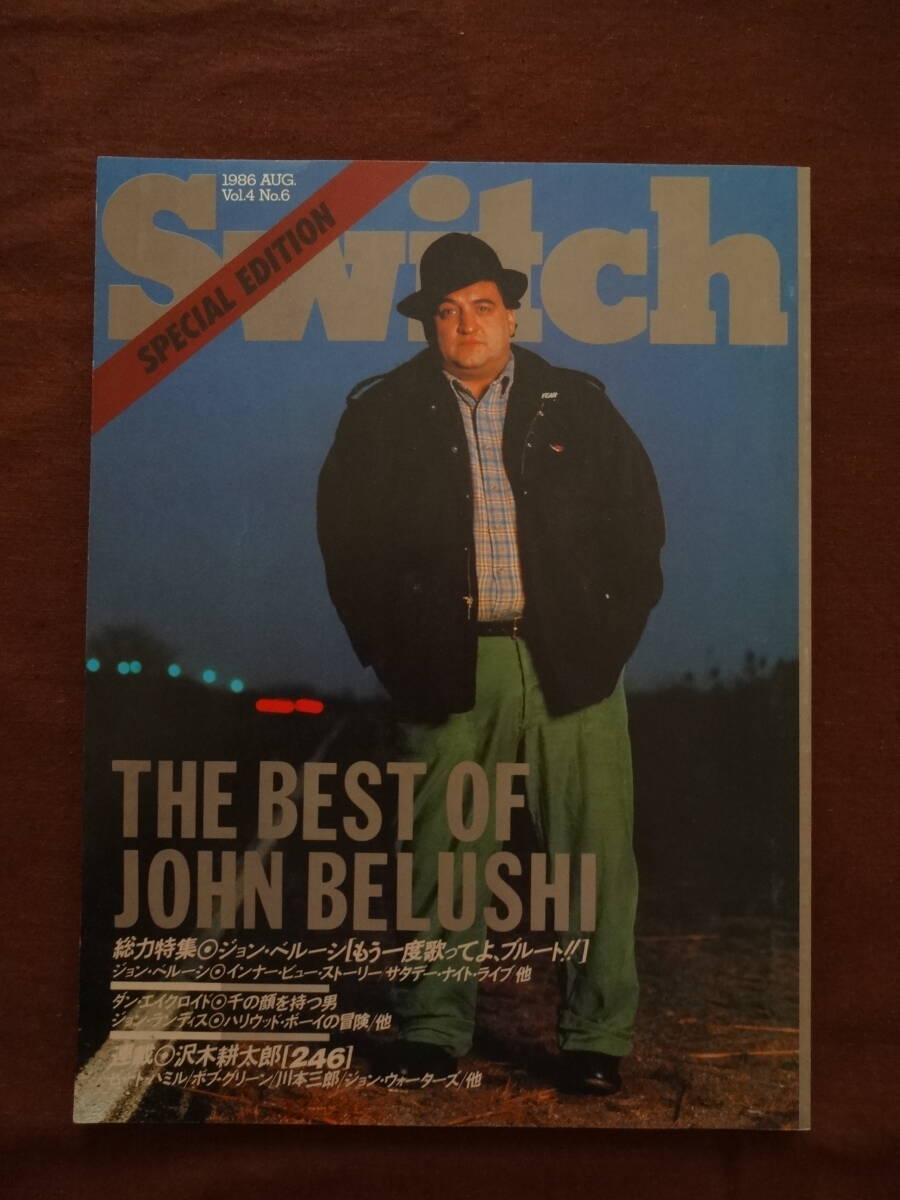 1986 AUG.
Vol.4 No.6
Switch
SPECIAL EDITION
FEAR
THE BEST OF
JOHN BELUSHI
総力特集◉ジョン・ベルーシ[もう一度歌ってよ、ブルート!!]
ジョン・ベルーシ◉インナー・ビュー・ストーリー/サタデー・ナイト・ライブ/他
ダン・エイクロイド◉千の顔を持つ男
ジョン・ランディス◉ハリウッド・ボーイの冒険/他
連載◉沢木耕太郎[246]
ピート・ハミル/ボブ・グリーン/川本三郎/ジョン・ウォーターズ/他